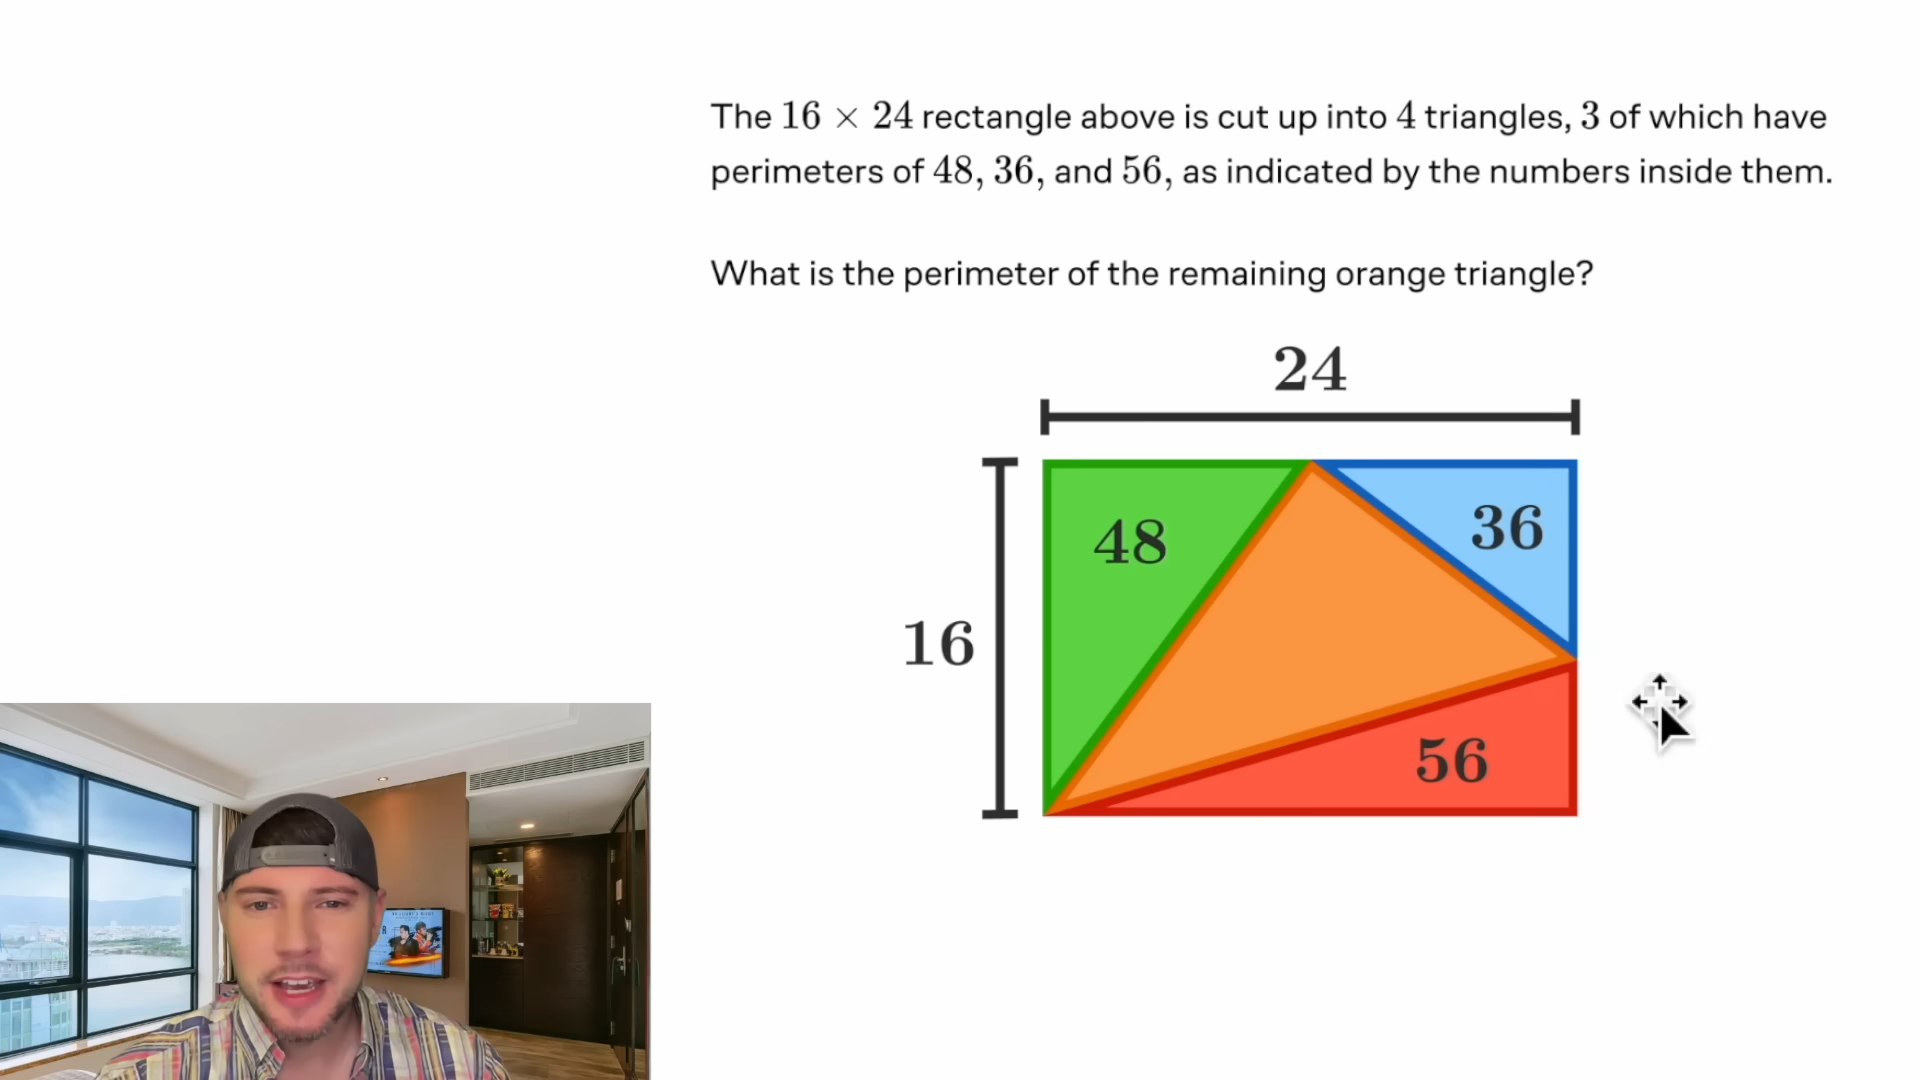 The 16 × 24 rectangle above is cut up into 4 triangles, 3 of which have
perimeters of 48, 36, and 56, as indicated by the numbers inside them.
What is the perimeter of the remaining orange triangle?
24
48
36
16
56